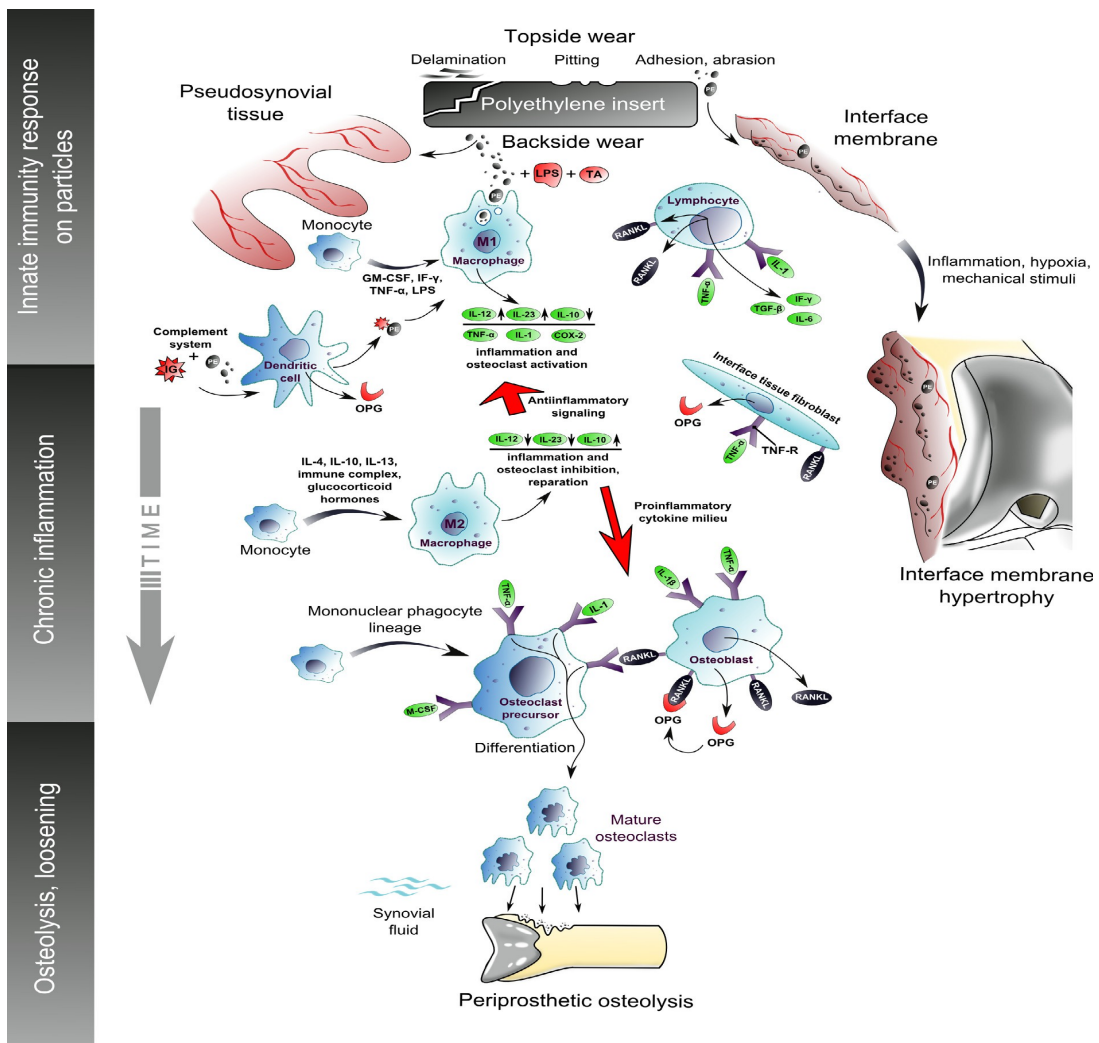 Innate immunity response
on particles
Chronic inflammation
Osteolysis, loosening
TIME
Topside wear
Delamination
Pitting
Adhesion, abrasion
Polyethylene insert
PE
Backside wear
Pseudosynovial
tissue
Interface
membrane
PE
+ LPS + TA
PE
Monocyte
M1
Macrophage
GM-CSF, IF-γ,
TNF-α, LPS
Lymphocyte
RANKL
RANKL
TNF-α
IL-1
IF-γ
TGF-β
IL-6
Inflammation, hypoxia,
mechanical stimuli
IL-12 IL-23 IL-10
TNF-α IL-1 COX-2
inflammation and
osteoclast activation
Complement
system
IG
+
PE
PE
Dendritic
cell
OPG
Antiinflammatory
signaling
Interface tissue fibroblast
OPG
TNF-α
TNF-R
RANKL
PE
PE
IL-12 IL-23 IL-10
inflammation and
osteoclast inhibition,
reparation
IL-4, IL-10, IL-13,
immune complex,
glucocorticoid
hormones
Monocyte
M2
Macrophage
Proinflammatory
cytokine milieu
Interface membrane
hypertrophy
Mononuclear phagocyte
lineage
TNF-α
IL-1
M-CSF
Osteoclast
precursor
Differentiation
IL-1β
TNF-α
Osteoblast
RANKL
RANKL
RANKL
RANKL
OPG
OPG
Mature
osteoclasts
Synovial
fluid
Periprosthetic osteolysis